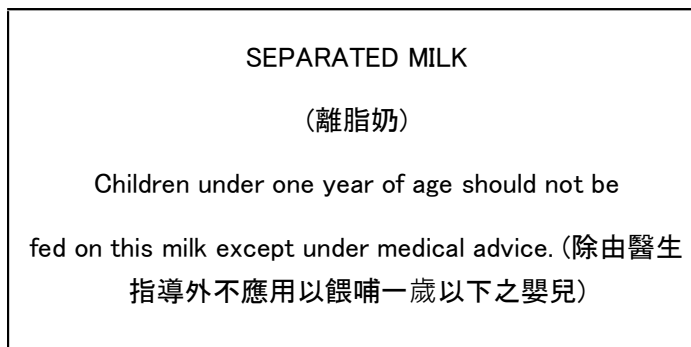 SEPARATED MILK
(離脂奶)
Children under one year of age should not be
fed on this milk except under medical advice. (除由醫生
指導外不應用以餵哺一歲以下之嬰兒)